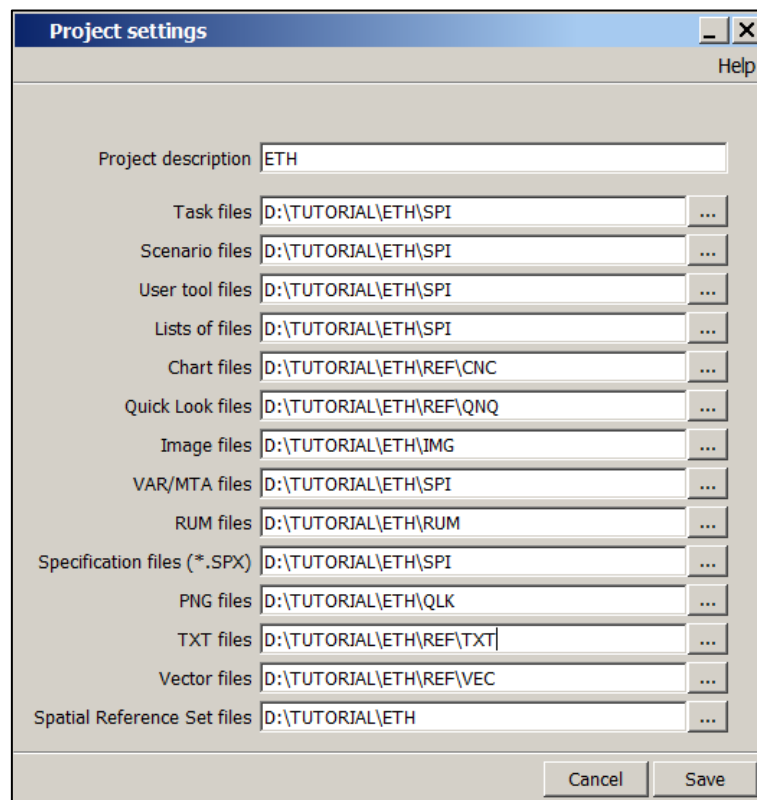 Project settings
Help
Project description ETH
Task files D:\TUTORIAL\ETH\SPI ...
Scenario files D:\TUTORIAL\ETH\SPI ...
User tool files D:\TUTORIAL\ETH\SPI ...
Lists of files D:\TUTORIAL\ETH\SPI ...
Chart files D:\TUTORIAL\ETH\REF\CNC ...
Quick Look files D:\TUTORIAL\ETH\REF\QNQ ...
Image files D:\TUTORIAL\ETH\IMG ...
VAR/MTA files D:\TUTORIAL\ETH\SPI ...
RUM files D:\TUTORIAL\ETH\RUM ...
Specification files (*.SPX) D:\TUTORIAL\ETH\SPI ...
PNG files D:\TUTORIAL\ETH\QLK ...
TXT files D:\TUTORIAL\ETH\REF\TXT ...
Vector files D:\TUTORIAL\ETH\REF\VEC ...
Spatial Reference Set files D:\TUTORIAL\ETH ...
Cancel Save